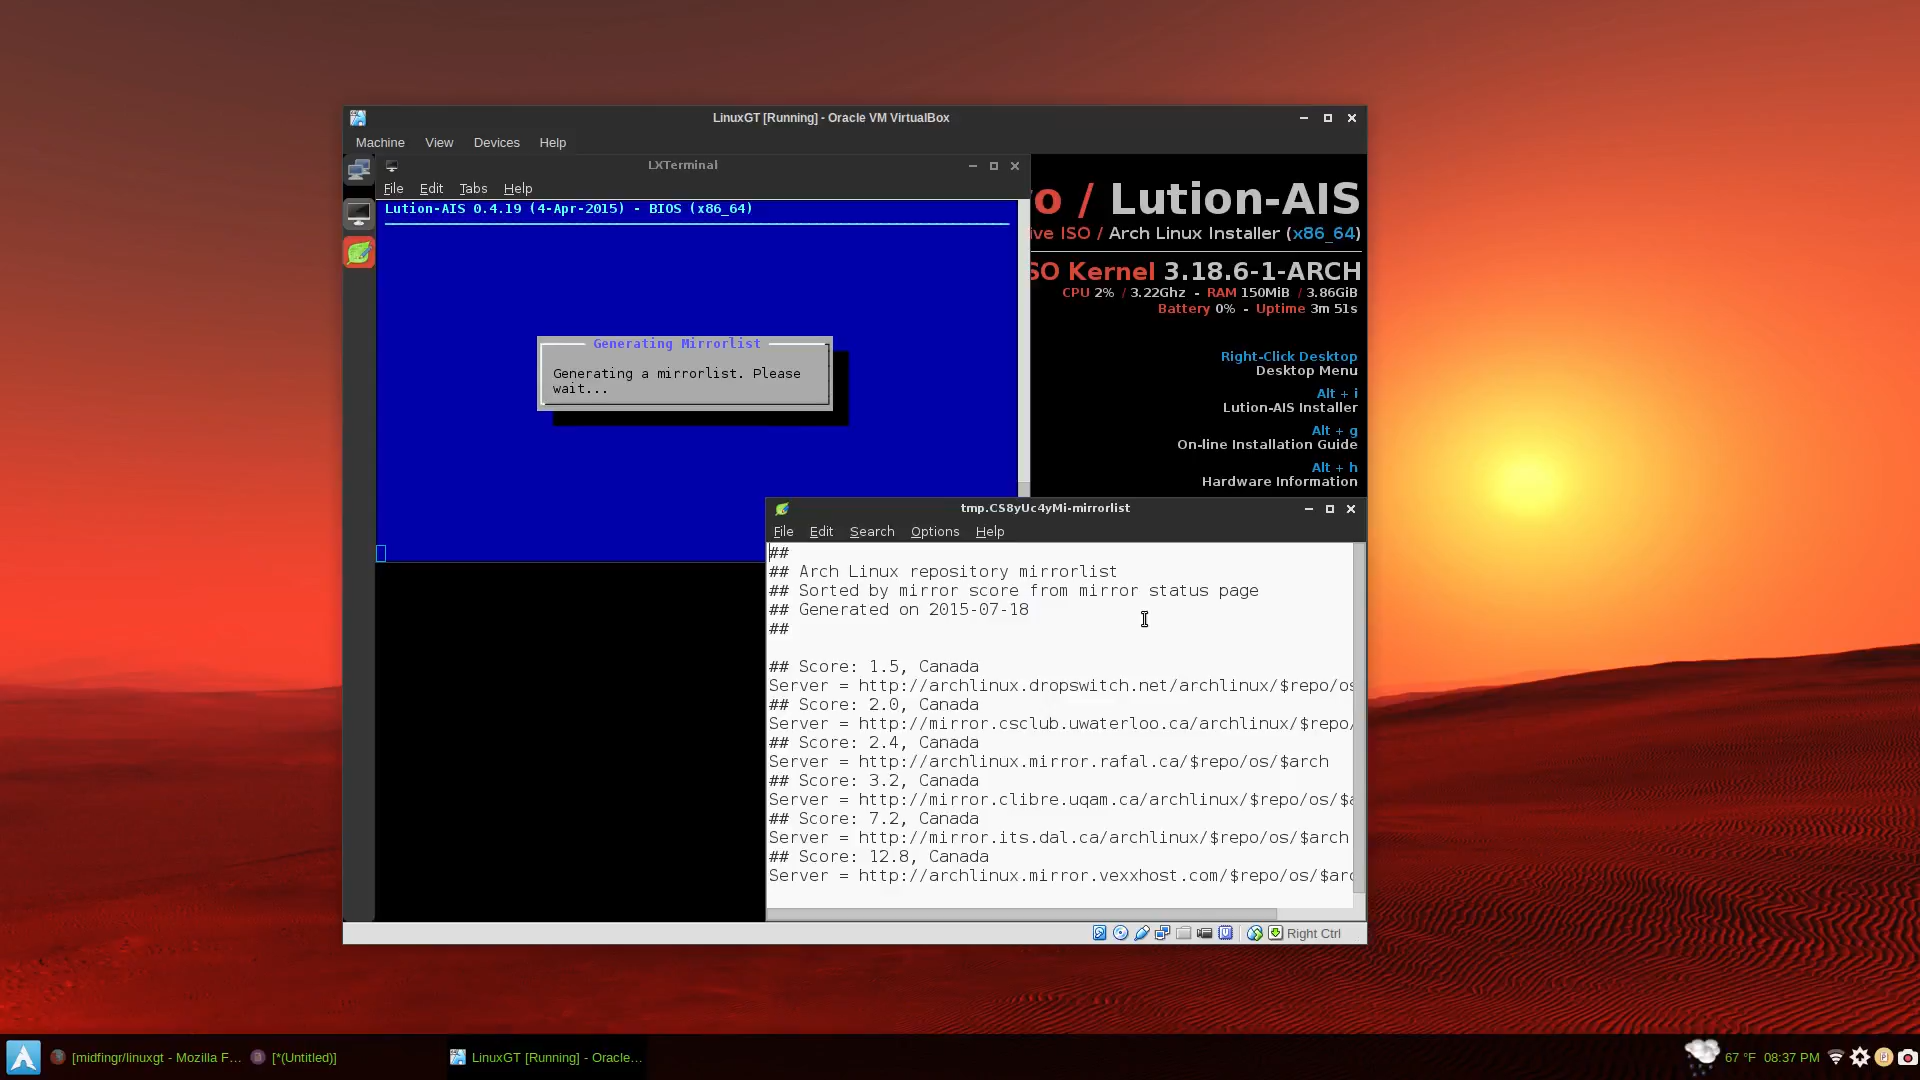 LinuxGT [Running] - Oracle VM VirtualBox
Machine View Devices Help
LXTerminal
File Edit Tabs Help
Lution-AIS 0.4.19 (4-Apr-2015) - BIOS (x86_64)
Generating Mirrorlist
Generating a mirrorlist. Please
wait...
o / Lution-AIS
ive ISO / Arch Linux Installer (x86_64)
SO Kernel 3.18.6-1-ARCH
CPU 2% / 3.22Ghz - RAM 150MiB / 3.86GiB
Battery 0% - Uptime 3m 51s
Right-Click Desktop
Desktop Menu
Alt + i
Lution-AIS Installer
Alt + g
On-line Installation Guide
Alt + h
Hardware Information
tmp.CS8yUc4yMi-mirrorlist
File Edit Search Options Help
##
## Arch Linux repository mirrorlist
## Sorted by mirror score from mirror status page
## Generated on 2015-07-18
##
## Score: 1.5, Canada
Server = http://archlinux.dropswitch.net/archlinux/$repo/os
## Score: 2.0, Canada
Server = http://mirror.csclub.uwaterloo.ca/archlinux/$repo/
## Score: 2.4, Canada
Server = http://archlinux.mirror.rafal.ca/$repo/os/$arch
## Score: 3.2, Canada
Server = http://mirror.clibre.uqam.ca/archlinux/$repo/os/$a
## Score: 7.2, Canada
Server = http://mirror.its.dal.ca/archlinux/$repo/os/$arch
## Score: 12.8, Canada
Server = http://archlinux.mirror.vexxhost.com/$repo/os/$arc
Right Ctrl
[midfingr/linuxgt - Mozilla F...
[*(Untitled)]
LinuxGT [Running] - Oracle...
67 °F 08:37 PM